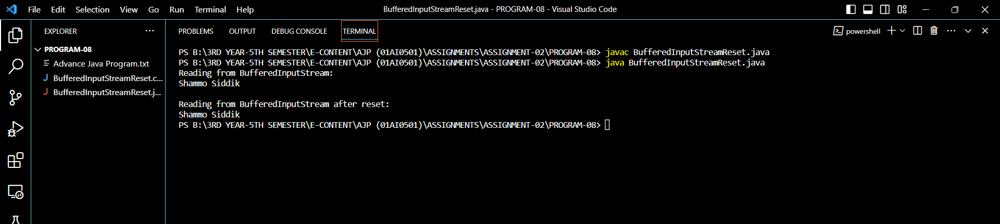 File Edit Selection View Go Run Terminal Help
BufferedInputStreamReset.java - PROGRAM-08 - Visual Studio Code
EXPLORER
PROGRAM-08
Advance Java Program.txt
BufferedInputStreamReset.c...
BufferedInputStreamReset.j...
PROBLEMS OUTPUT DEBUG CONSOLE TERMINAL
powershell
PS B:\3RD YEAR-5TH SEMESTER\E-CONTENT\AJP (01AI0501)\ASSIGNMENTS\ASSIGNMENT-02\PROGRAM-08> javac BufferedInputStreamReset.java
PS B:\3RD YEAR-5TH SEMESTER\E-CONTENT\AJP (01AI0501)\ASSIGNMENTS\ASSIGNMENT-02\PROGRAM-08> java BufferedInputStreamReset.java
Reading from BufferedInputStream:
Shammo Siddik
Reading from BufferedInputStream after reset:
Shammo Siddik
PS B:\3RD YEAR-5TH SEMESTER\E-CONTENT\AJP (01AI0501)\ASSIGNMENTS\ASSIGNMENT-02\PROGRAM-08>